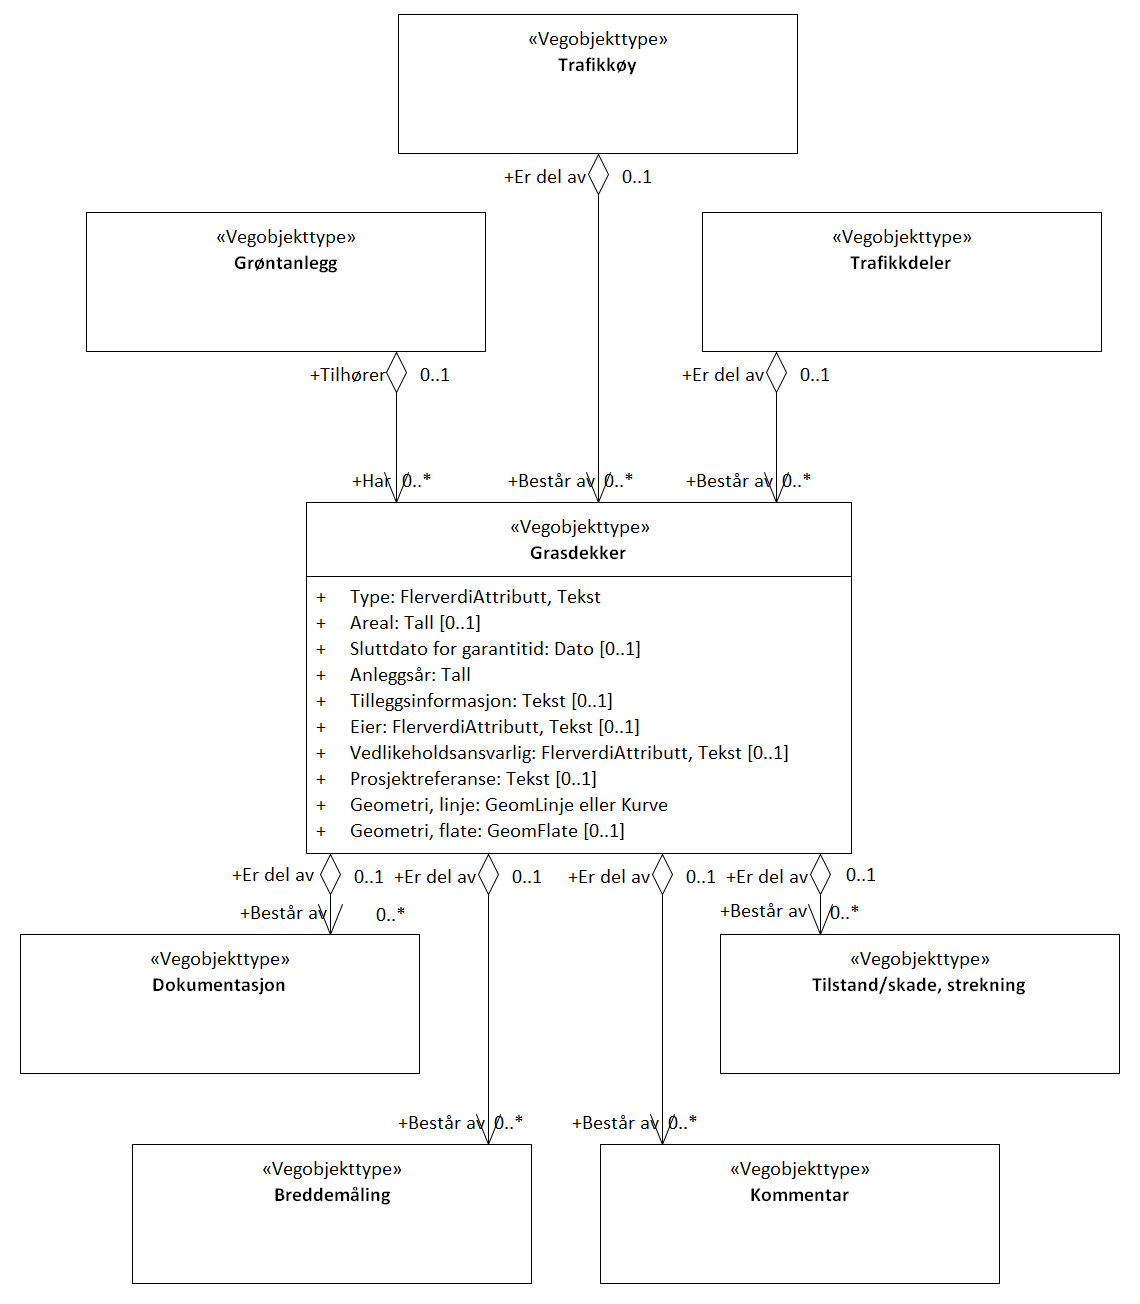 «Vegobjekttype»
Trafikkøy
+Er del av 0..1
«Vegobjekttype»
Grøntanlegg
«Vegobjekttype»
Trafikkdeler
+Tilhører 0..1
+Er del av 0..1
+Har 0..*
+Består av 0..*
+Består av 0..*
«Vegobjekttype»
Grasdekker
+ Type: FlerverdiAttributt, Tekst
+ Areal: Tall [0..1]
+ Sluttdato for garantitid: Dato [0..1]
+ Anleggsår: Tall
+ Tilleggsinformasjon: Tekst [0..1]
+ Eier: FlerverdiAttributt, Tekst [0..1]
+ Vedlikeholdsansvarlig: FlerverdiAttributt, Tekst [0..1]
+ Prosjektreferanse: Tekst [0..1]
+ Geometri, linje: GeomLinje eller Kurve
+ Geometri, flate: GeomFlate [0..1]
+Er del av 0..1
+Er del av 0..1
+Er del av 0..1
+Er del av 0..1
+Består av 0..*
+Består av 0..*
«Vegobjekttype»
Dokumentasjon
«Vegobjekttype»
Tilstand/skade, strekning
+Består av 0..*
+Består av 0..*
«Vegobjekttype»
Breddemåling
«Vegobjekttype»
Kommentar